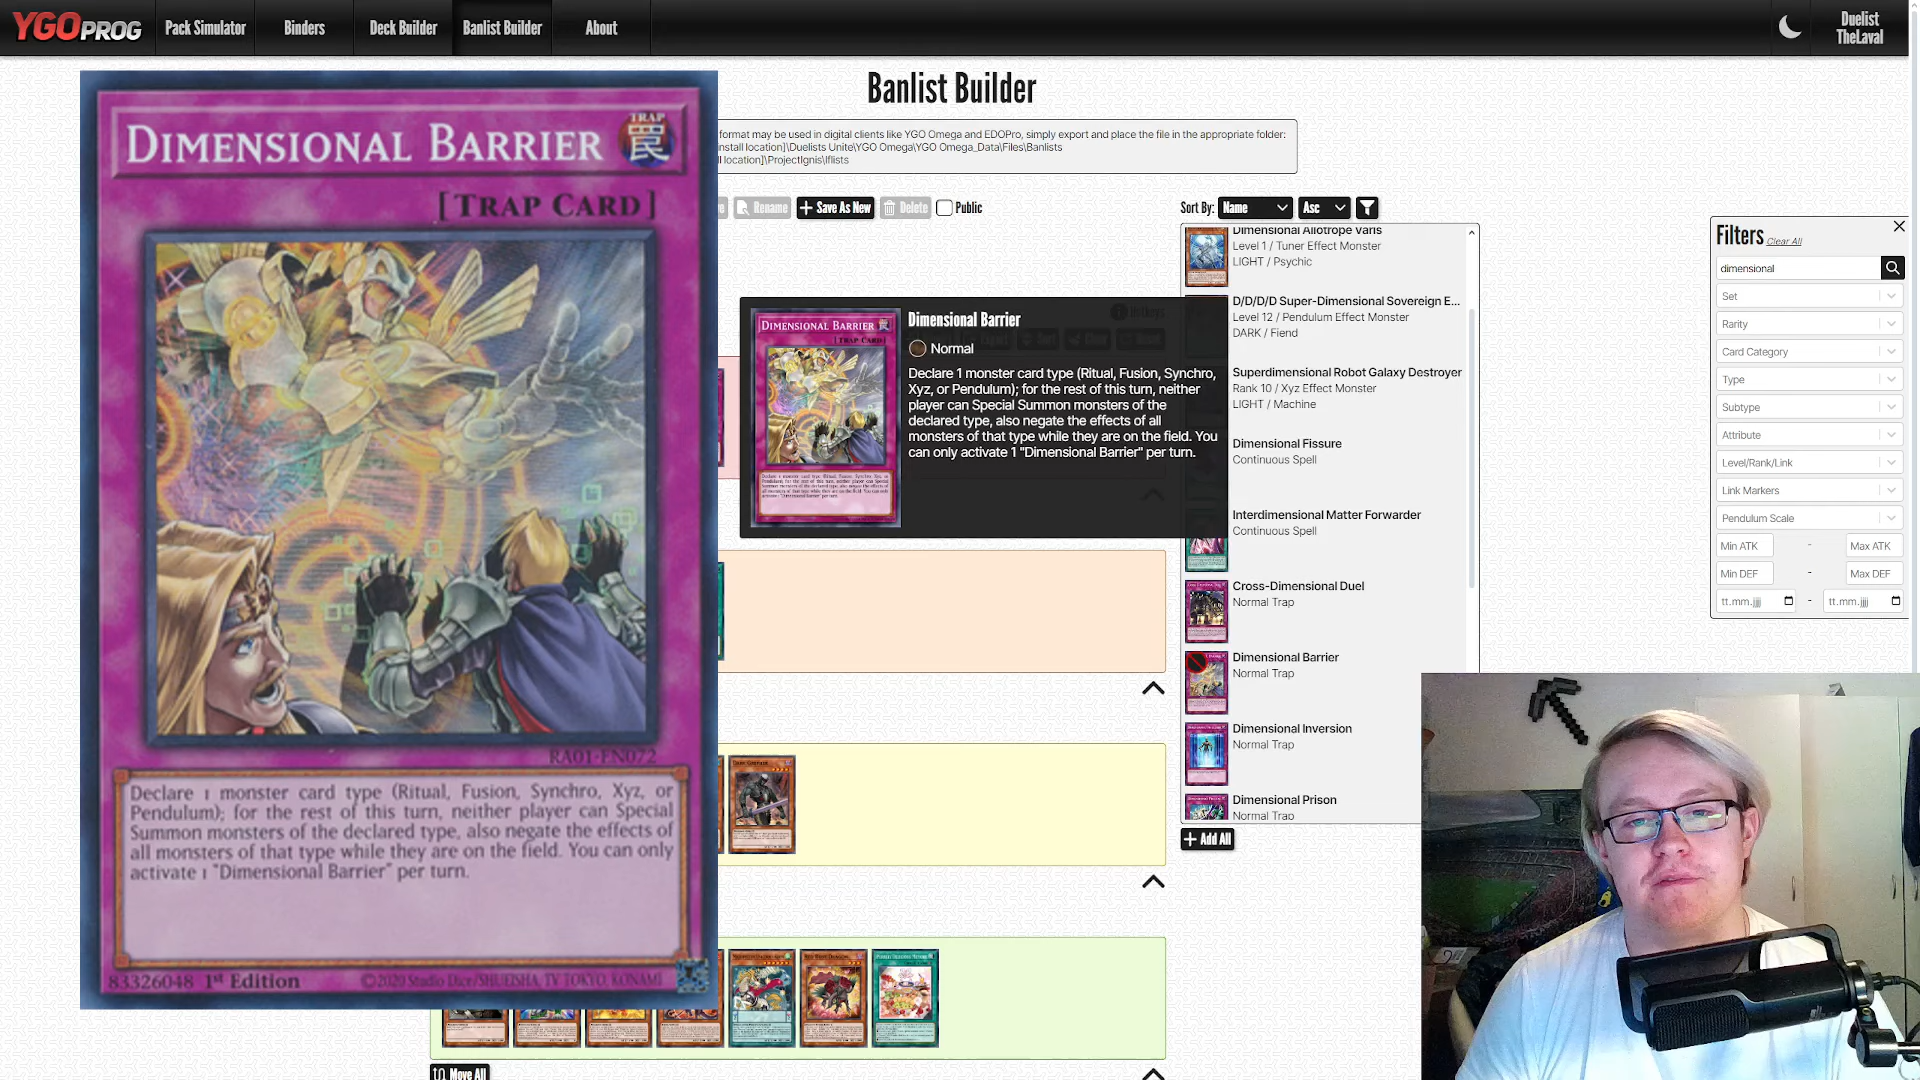 YGOPROG
Pack Simulator
Binders
Deck Builder
Banlist Builder
About
Duelist
TheLaval
Banlist Builder
format may be used in digital clients like YGO Omega and EDOPro, simply export and place the file in the appropriate folder:
nstall location]\Duelists Unite\YGO Omega\YGO Omega_Data\Files\Banlists
l location]\ProjectIgnis\lflists
Rename
Save As New
Delete
Public
Sort By:
Name
Asc
DIMENSIONAL BARRIER
TRAP
罠
[TRAP CARD]
RA01-EN072
Declare 1 monster card type (Ritual, Fusion, Synchro, Xyz, or
Pendulum); for the rest of this turn, neither player can Special
Summon monsters of the declared type, also negate the effects of
all monsters of that type while they are on the field. You can only
activate 1 "Dimensional Barrier" per turn.
83326048 1st Edition
©2020 Studio Dice/SHUEISHA, TV TOKYO, KONAMI
DIMENSIONAL BARRIER
[TRAP CARD]
Dimensional Barrier
Normal
Declare 1 monster card type (Ritual, Fusion, Synchro,
Xyz, or Pendulum); for the rest of this turn, neither
player can Special Summon monsters of the
declared type, also negate the effects of all
monsters of that type while they are on the field. You
can only activate 1 "Dimensional Barrier" per turn.
Dimensional Allotrope Varis
Level 1 / Tuner Effect Monster
LIGHT / Psychic
D/D/D/D Super-Dimensional Sovereign E...
Level 12 / Pendulum Effect Monster
DARK / Fiend
Superdimensional Robot Galaxy Destroyer
Rank 10 / Xyz Effect Monster
LIGHT / Machine
Dimensional Fissure
Continuous Spell
Interdimensional Matter Forwarder
Continuous Spell
Cross-Dimensional Duel
Normal Trap
Dimensional Barrier
Normal Trap
Dimensional Inversion
Normal Trap
Dimensional Prison
Normal Trap
Add All
Filters
Clear All
dimensional
Set
Rarity
Card Category
Type
Subtype
Attribute
Level/Rank/Link
Link Markers
Pendulum Scale
Min ATK
-
Max ATK
Min DEF
-
Max DEF
tt.mm.jjjj
-
tt.mm.jjjj
Move All